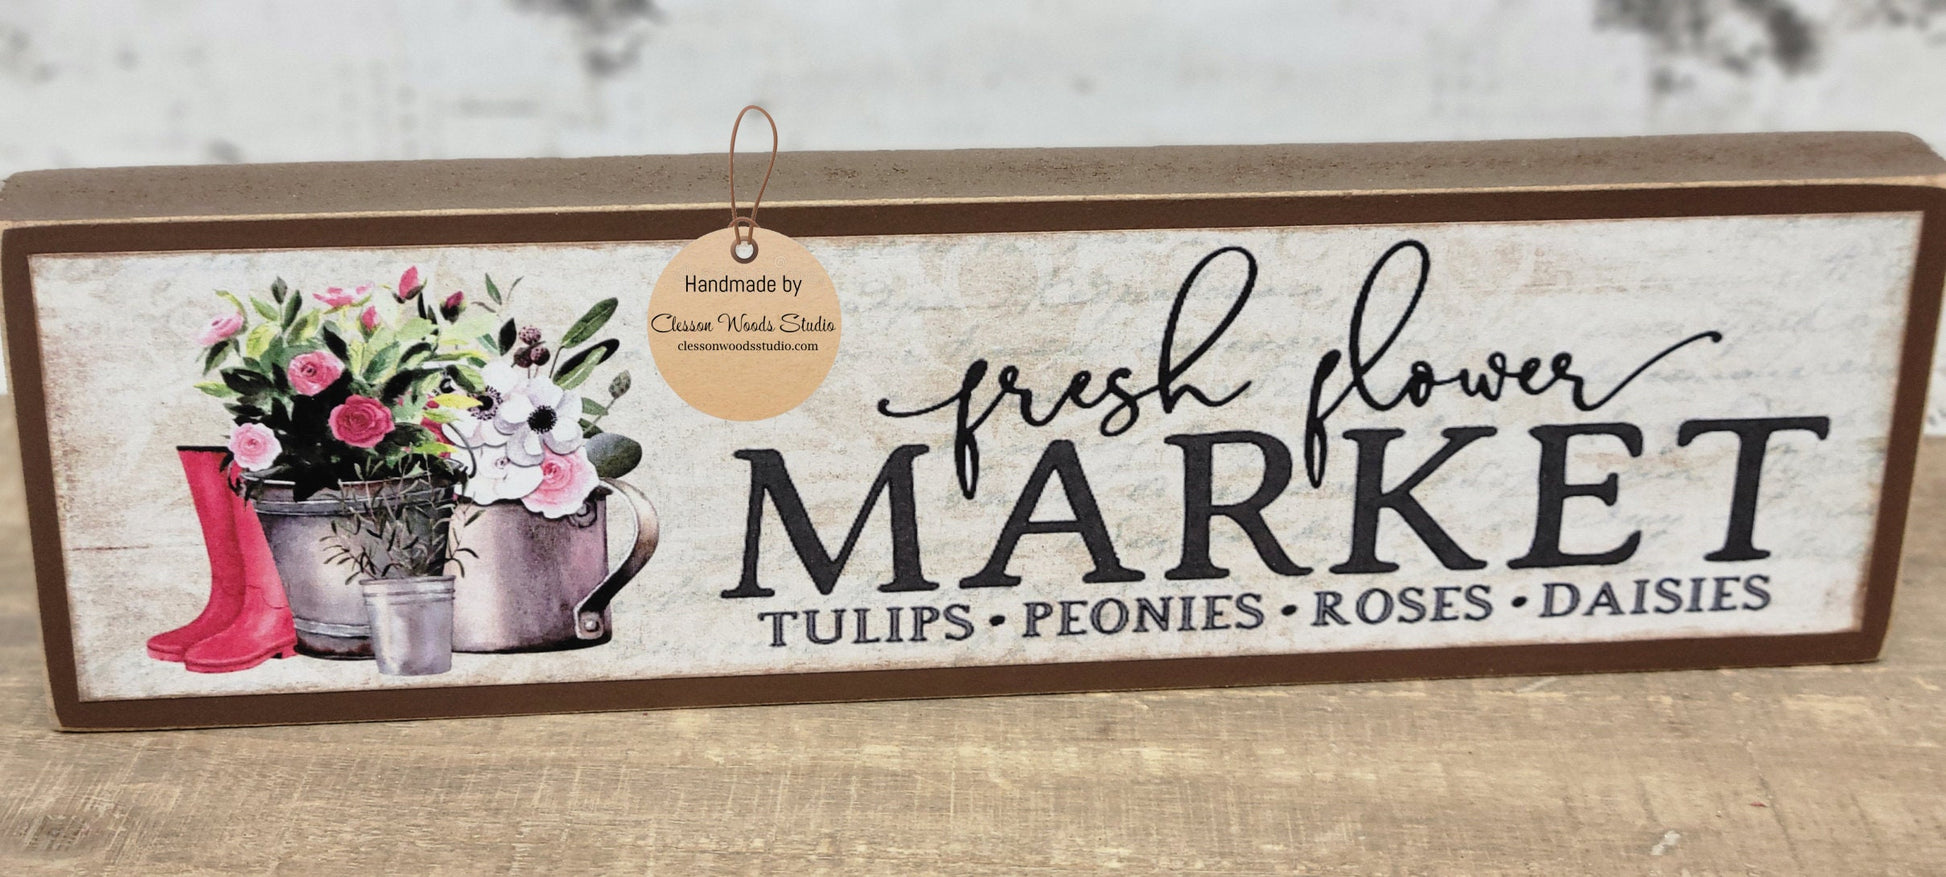 Handmade by
Clesson Woods Studio
clessonwoodsstudio.com
fresh flower
MARKET
TULIPS • PEONIES • ROSES • DAISIES